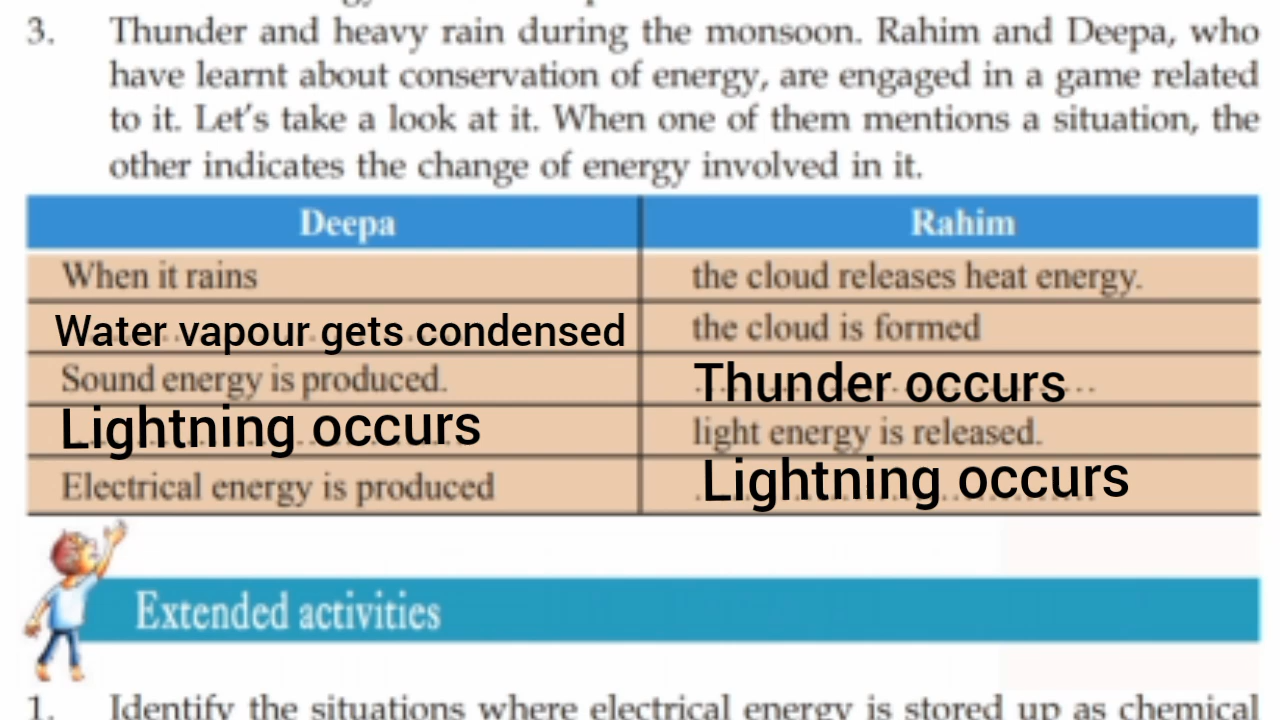 3. Thunder and heavy rain during the monsoon. Rahim and Deepa, who
have learnt about conservation of energy, are engaged in a game related
to it. Let's take a look at it. When one of them mentions a situation, the
other indicates the change of energy involved in it.
Deepa Rahim
When it rains the cloud releases heat energy.
Water vapour gets condensed the cloud is formed
Sound energy is produced. Thunder occurs
Lightning occurs light energy is released.
Electrical energy is produced Lightning occurs
Extended activities
1. Identify the situations where electrical energy is stored up as chemical